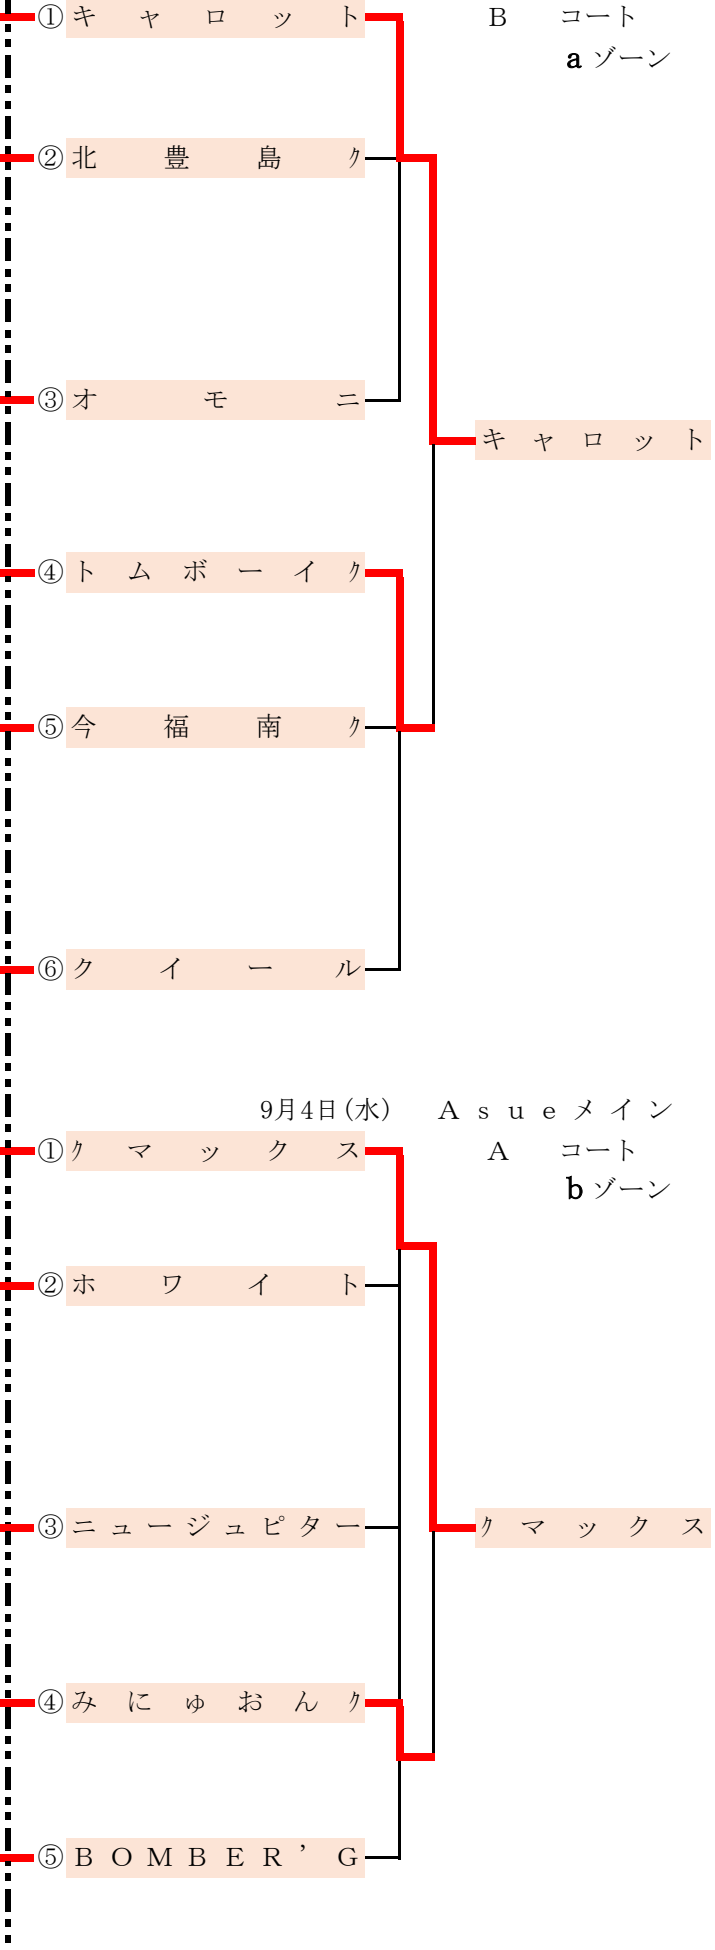 ①キャロット B コート
a ゾーン
②北豊島ｸ
③オモニ
キャロット
④トムボーイｸ
⑤今福南ｸ
⑥クイール
9月4日(水) Ａｓｕｅメイン
①ｸマックス A コート
b ゾーン
②ホワイト
③ニュージュピター ｸマックス
④みにゅおんｸ
⑤ＢＯＭＢＥＲ’Ｇ